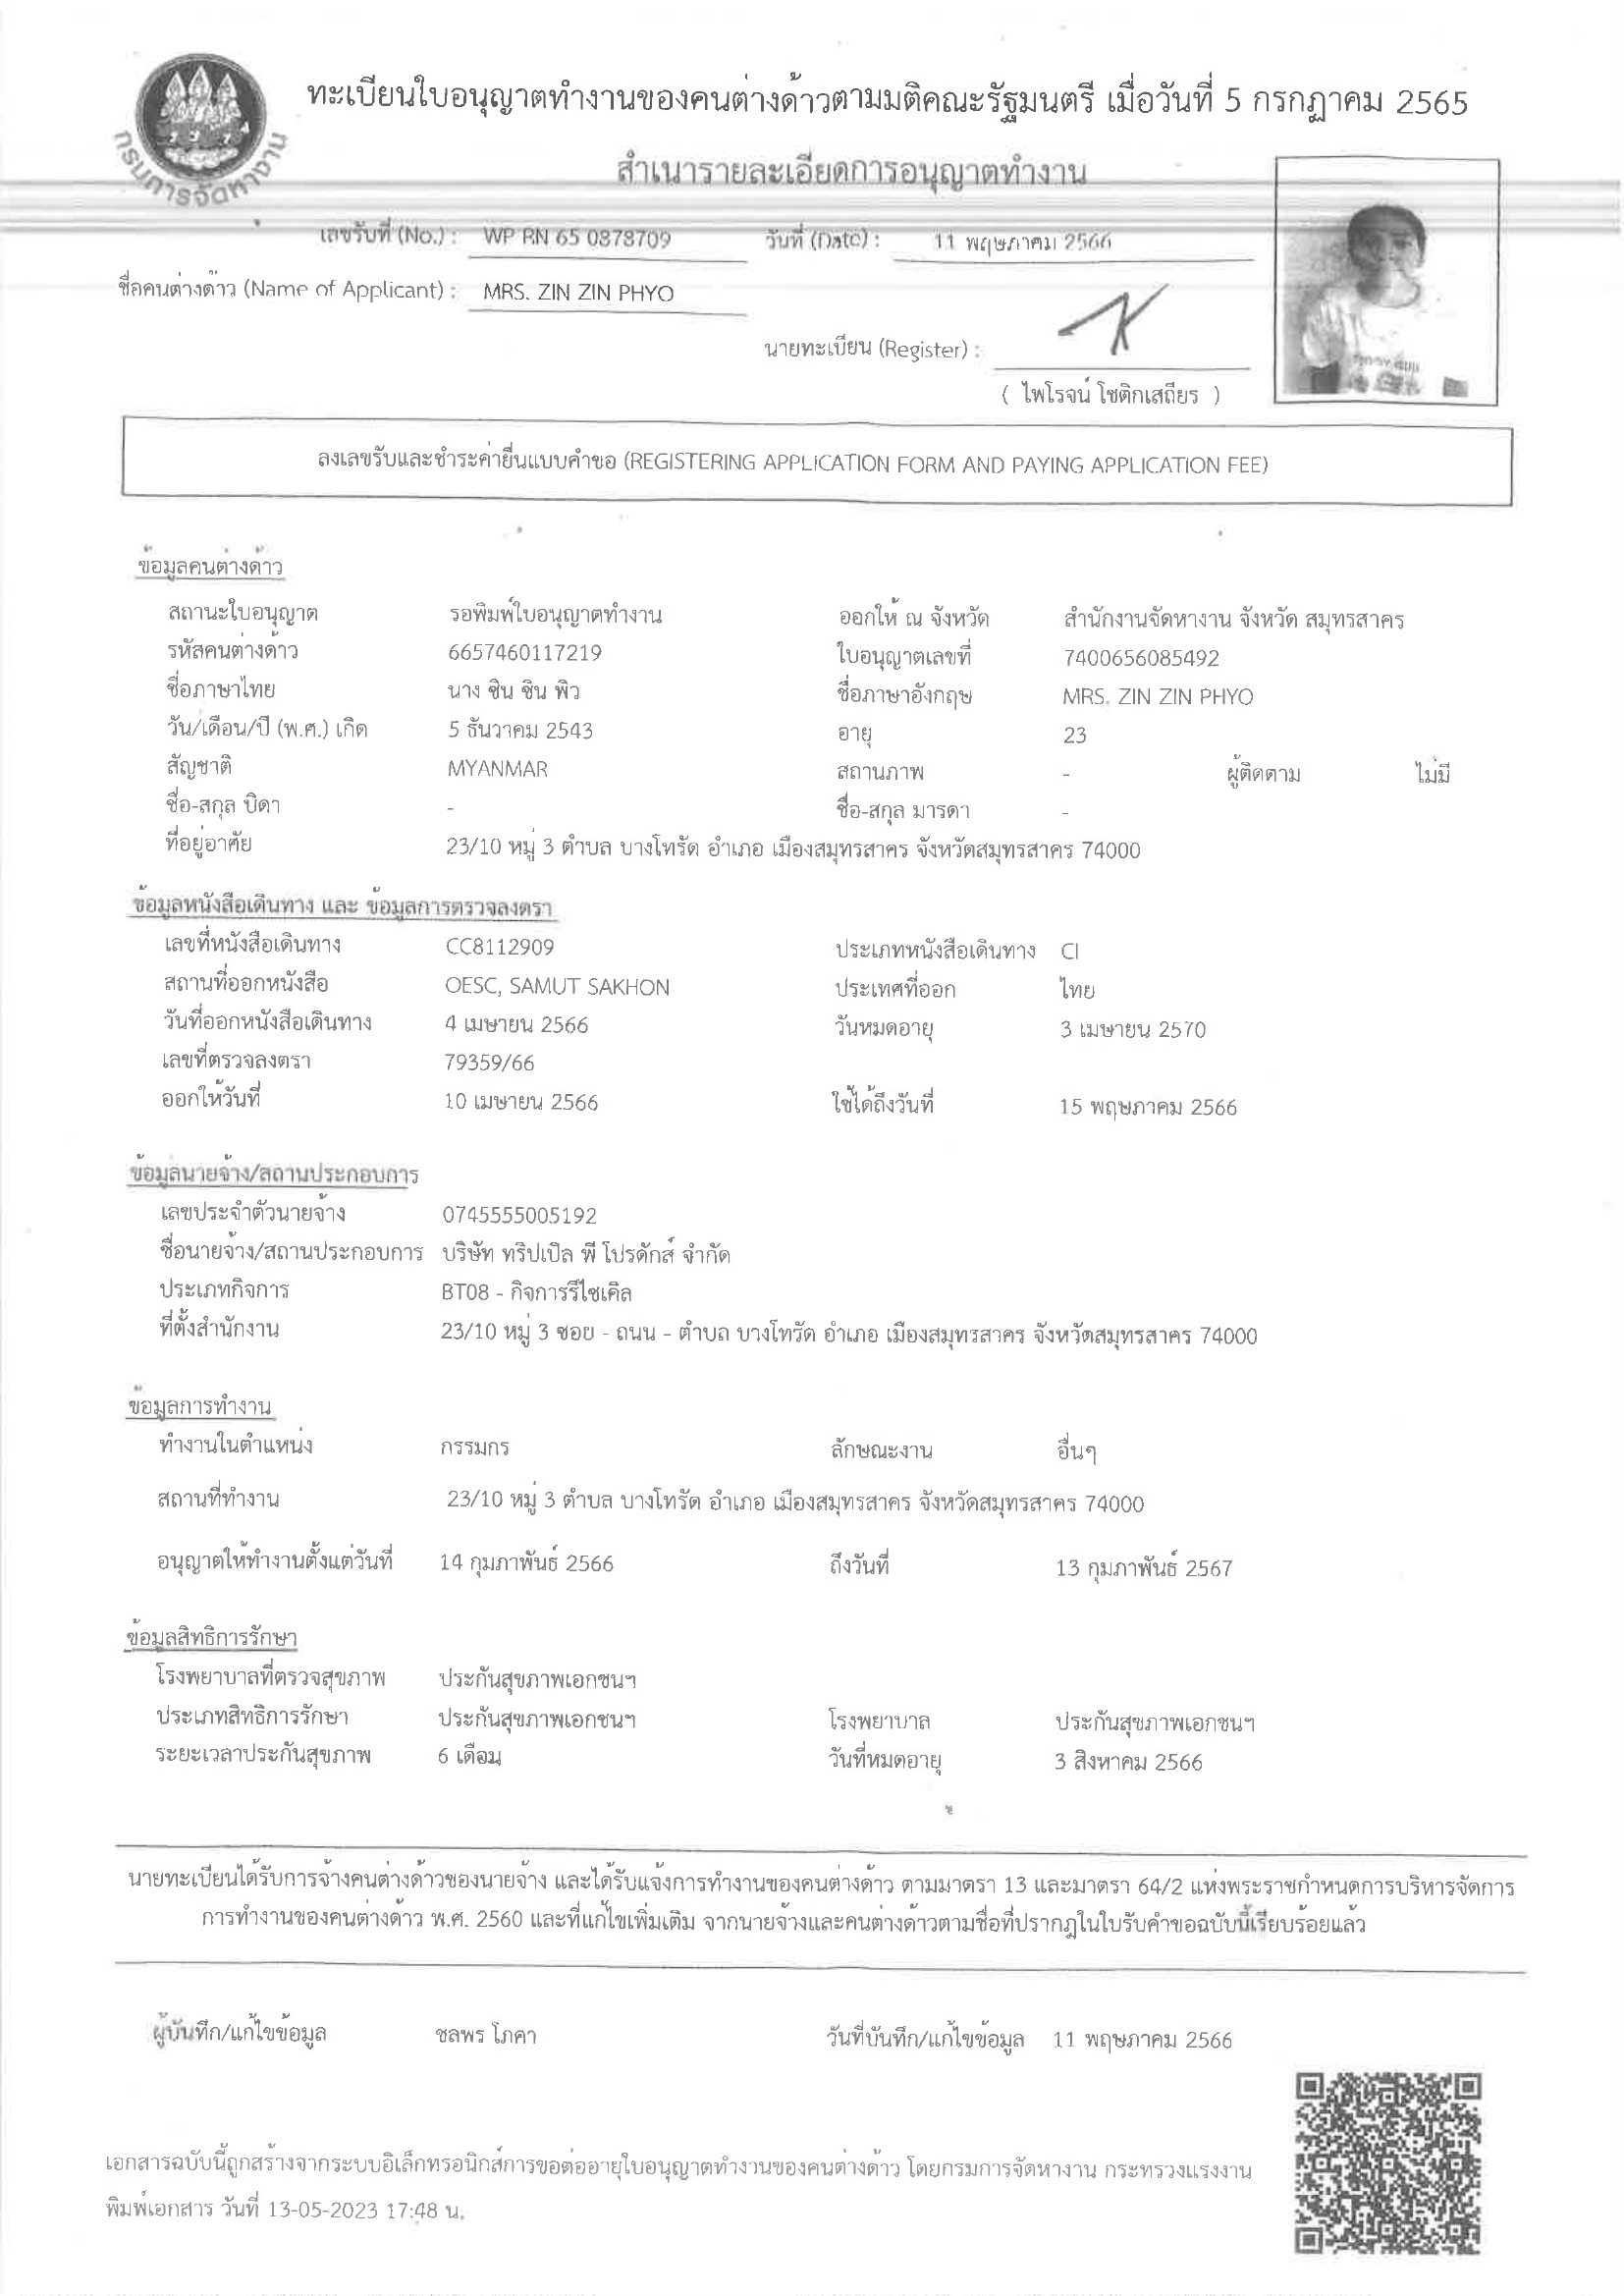 ทะเบียนใบอนุญาตทำงานของคนต่างด้าวตามมติคณะรัฐมนตรี เมื่อวันที่ 5 กรกฎาคม 2565
กรมการจัดหางาน
สำเนารายละเอียดการอนุญาตทำงาน
เลขรับที่ (No.) : WP RN 65 0878709 วันที่ (Date) : 11 พฤษภาคม 2566
ชื่อคนต่างด้าว (Name of Applicant) : MRS. ZIN ZIN PHYO
นายทะเบียน (Register) :
( ไพโรจน์ โชติกเสถียร )
ลงเลขรับและชำระค่ายื่นแบบคำขอ (REGISTERING APPLICATION FORM AND PAYING APPLICATION FEE)
ข้อมูลคนต่างด้าว
สถานะใบอนุญาต รอพิมพ์ใบอนุญาตทำงาน ออกให้ ณ จังหวัด สำนักงานจัดหางาน จังหวัด สมุทรสาคร
รหัสคนต่างด้าว 6657460117219 ใบอนุญาตเลขที่ 7400656085492
ชื่อภาษาไทย นาง ซิน ซิน พิว ชื่อภาษาอังกฤษ MRS. ZIN ZIN PHYO
วัน/เดือน/ปี (พ.ศ.) เกิด 5 ธันวาคม 2543 อายุ 23
สัญชาติ MYANMAR สถานภาพ - ผู้ติดตาม ไม่มี
ชื่อ-สกุล บิดา - ชื่อ-สกุล มารดา -
ที่อยู่อาศัย 23/10 หมู่ 3 ตำบล บางโทรัด อำเภอ เมืองสมุทรสาคร จังหวัดสมุทรสาคร 74000
ข้อมูลหนังสือเดินทาง และ ข้อมูลการตรวจลงตรา
เลขที่หนังสือเดินทาง CC8112909 ประเภทหนังสือเดินทาง CI
สถานที่ออกหนังสือ OESC, SAMUT SAKHON ประเทศที่ออก ไทย
วันที่ออกหนังสือเดินทาง 4 เมษายน 2566 วันหมดอายุ 3 เมษายน 2570
เลขที่ตรวจลงตรา 79359/66
ออกให้วันที่ 10 เมษายน 2566 ใช้ได้ถึงวันที่ 15 พฤษภาคม 2566
ข้อมูลนายจ้าง/สถานประกอบการ
เลขประจำตัวนายจ้าง 0745555005192
ชื่อนายจ้าง/สถานประกอบการ บริษัท ทริปเปิล พี โปรดักส์ จำกัด
ประเภทกิจการ BT08 - กิจการรีไซเคิล
ที่ตั้งสำนักงาน 23/10 หมู่ 3 ซอย - ถนน - ตำบล บางโทรัด อำเภอ เมืองสมุทรสาคร จังหวัดสมุทรสาคร 74000
ข้อมูลการทำงาน
ทำงานในตำแหน่ง กรรมกร ลักษณะงาน อื่นๆ
สถานที่ทำงาน 23/10 หมู่ 3 ตำบล บางโทรัด อำเภอ เมืองสมุทรสาคร จังหวัดสมุทรสาคร 74000
อนุญาตให้ทำงานตั้งแต่วันที่ 14 กุมภาพันธ์ 2566 ถึงวันที่ 13 กุมภาพันธ์ 2567
ข้อมูลสิทธิการรักษา
โรงพยาบาลที่ตรวจสุขภาพ ประกันสุขภาพเอกชนฯ
ประเภทสิทธิการรักษา ประกันสุขภาพเอกชนฯ โรงพยาบาล ประกันสุขภาพเอกชนฯ
ระยะเวลาประกันสุขภาพ 6 เดือน วันที่หมดอายุ 3 สิงหาคม 2566
นายทะเบียนได้รับการจ้างคนต่างด้าวของนายจ้าง และได้รับแจ้งการทำงานของคนต่างด้าว ตามมาตรา 13 และมาตรา 64/2 แห่งพระราชกำหนดการบริหารจัดการ
การทำงานของคนต่างด้าว พ.ศ. 2560 และที่แก้ไขเพิ่มเติม จากนายจ้างและคนต่างด้าวตามชื่อที่ปรากฏในใบรับคำขอฉบับนี้เรียบร้อยแล้ว
ผู้บันทึก/แก้ไขข้อมูล ชลพร โภคา วันที่บันทึก/แก้ไขข้อมูล 11 พฤษภาคม 2566
เอกสารฉบับนี้ถูกสร้างจากระบบอิเล็กทรอนิกส์การขอต่ออายุใบอนุญาตทำงานของคนต่างด้าว โดยกรมการจัดหางาน กระทรวงแรงงาน
พิมพ์เอกสาร วันที่ 13-05-2023 17:48 น.